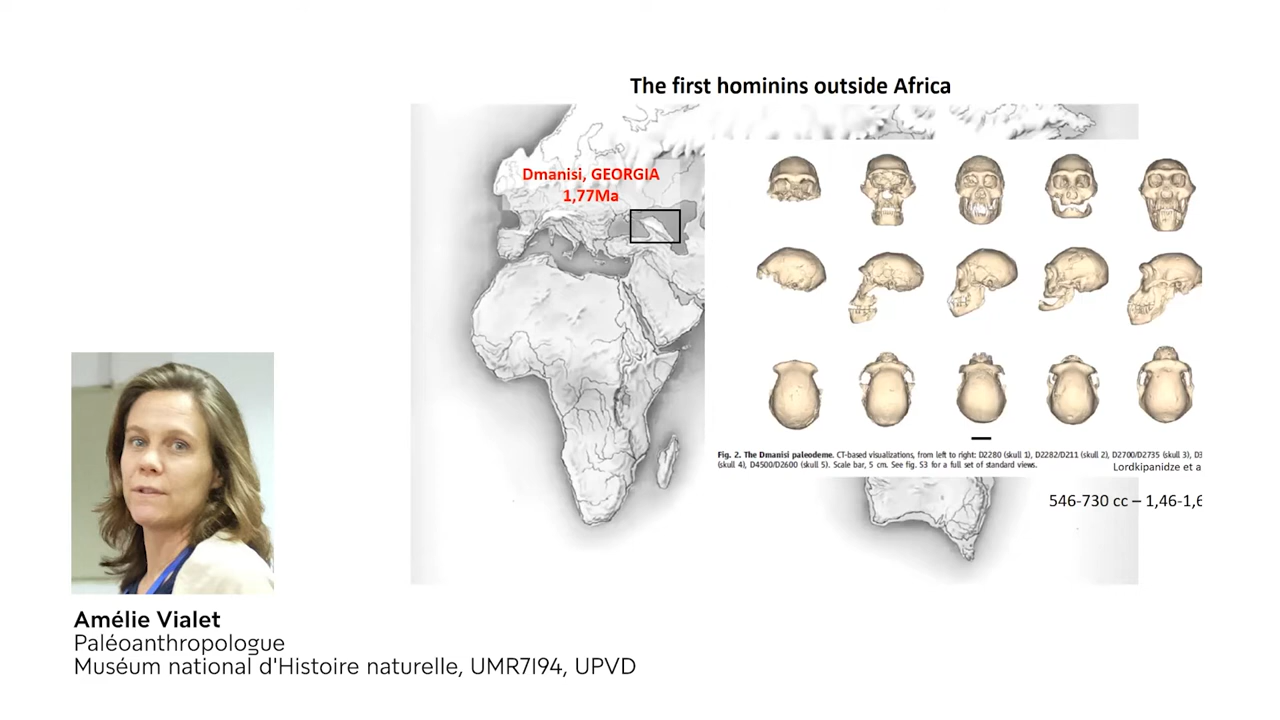 The first hominins outside Africa
Dmanisi, GEORGIA
1,77Ma
Fig. 2. The Dmanisi paleodeme. CT-based visualizations, from left to right: D2280 (skull 1), D2282/D211 (skull 2), D2700/D2735 (skull 3), D3
(skull 4), D4500/D2600 (skull 5). Scale bar, 5 cm. See fig. S3 for a full set of standard views.
Lordkipanidze et a
546-730 cc – 1,46-1,6
Amélie Vialet
Paléoanthropologue
Muséum national d'Histoire naturelle, UMR7194, UPVD